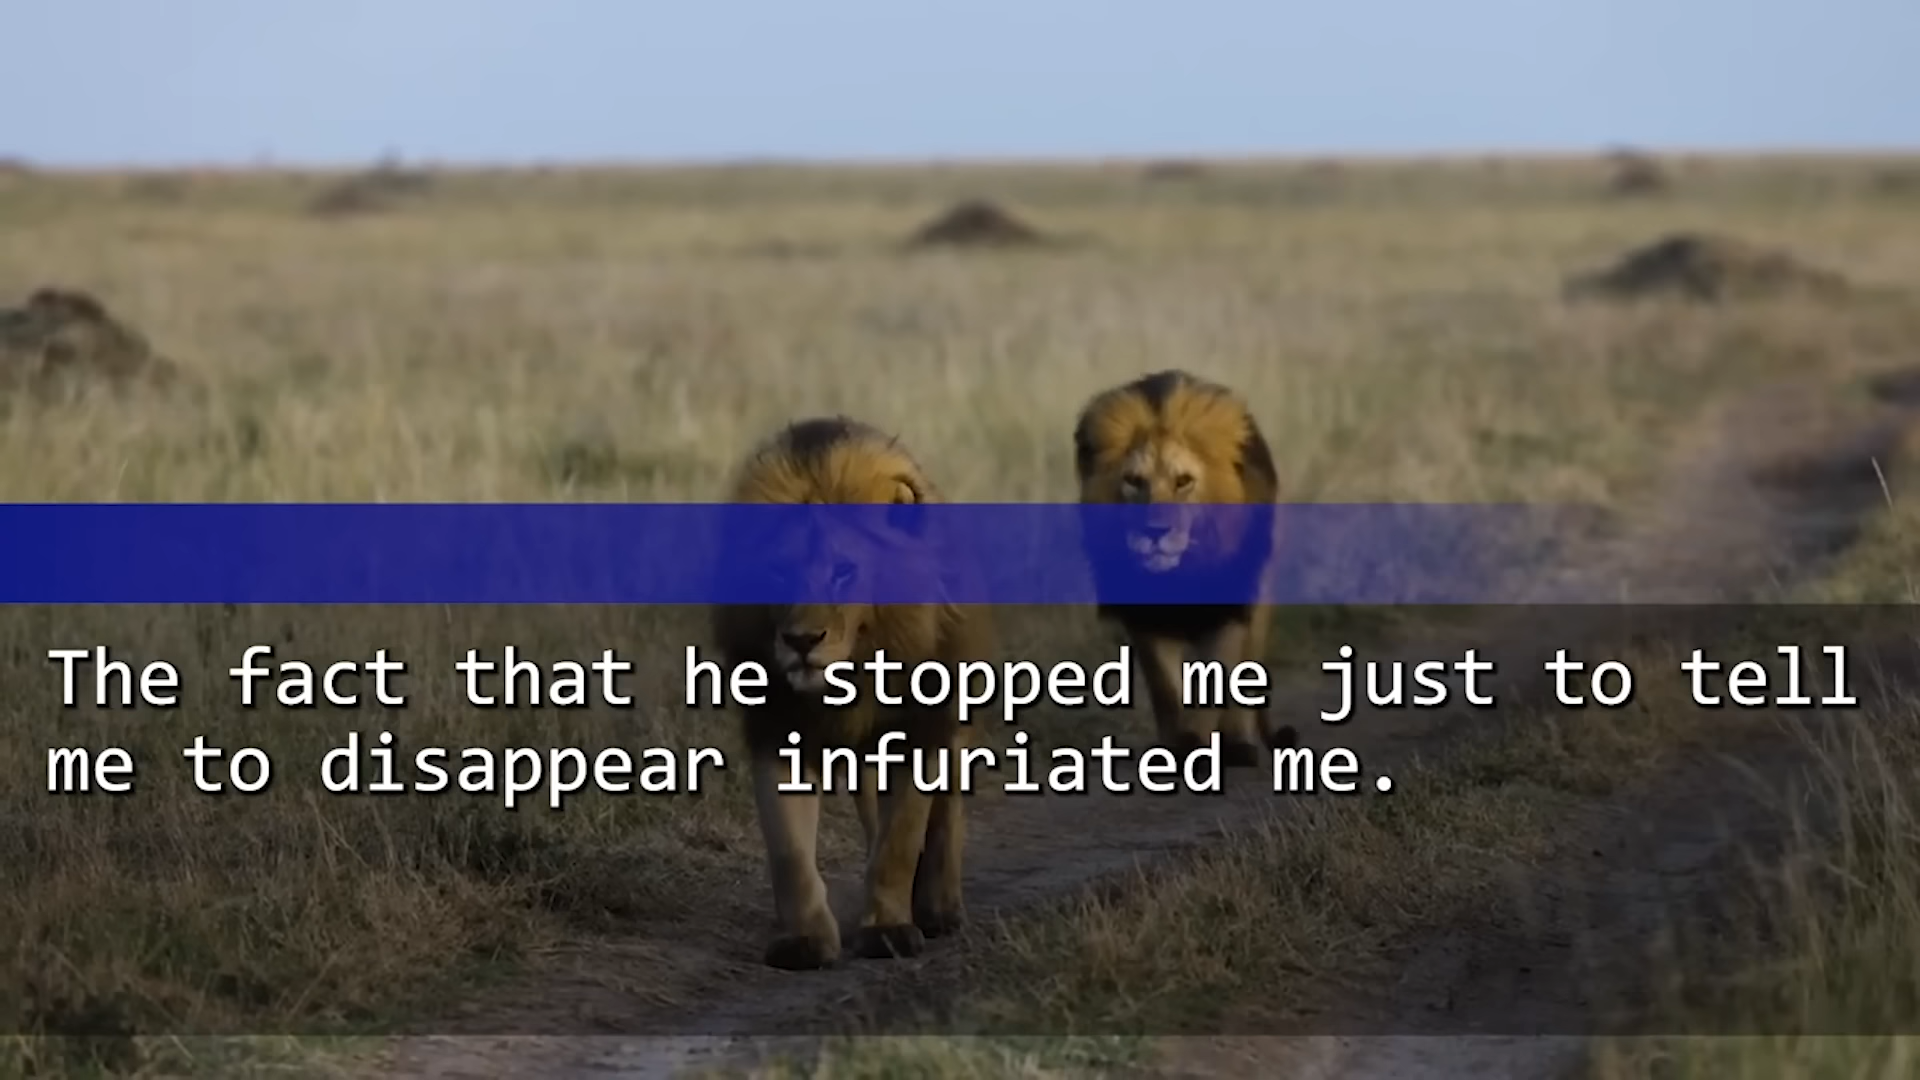 The fact that he stopped me just to tell
me to disappear infuriated me.